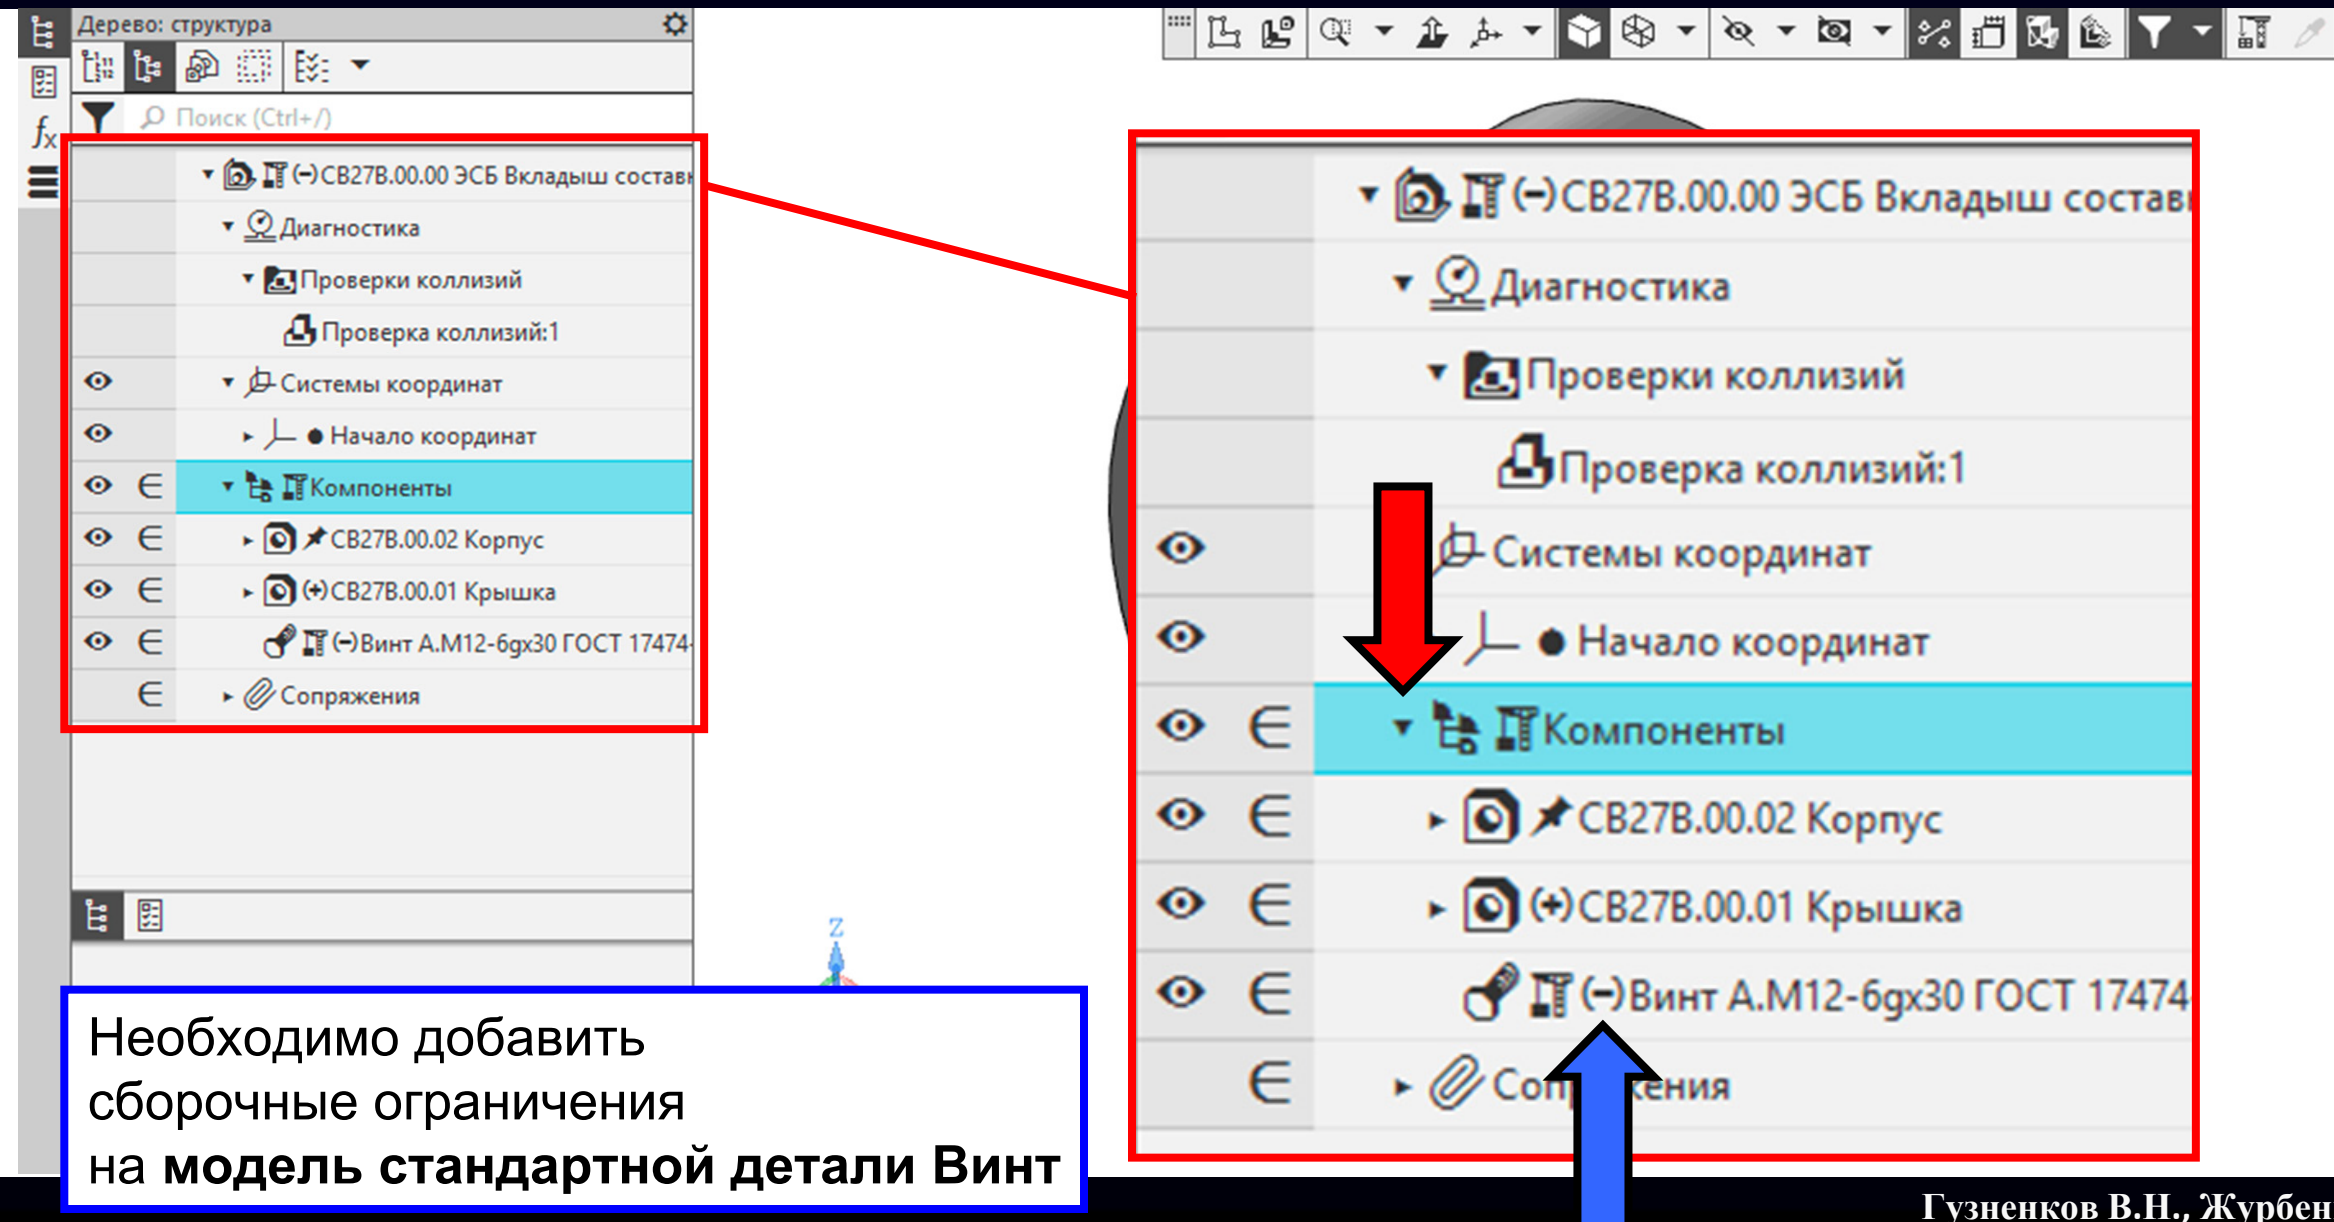 Дерево: структура
Поиск (Ctrl+/)
(-)СВ27В.00.00 ЭСБ Вкладыш составн
Диагностика
Проверки коллизий
Проверка коллизий:1
Системы координат
Начало координат
Компоненты
СВ27В.00.02 Корпус
(+)СВ27В.00.01 Крышка
(-)Винт А.М12-6gx30 ГОСТ 17474-
Сопряжения
(-)СВ27В.00.00 ЭСБ Вкладыш составн
Диагностика
Проверки коллизий
Проверка коллизий:1
Системы координат
Начало координат
Компоненты
СВ27В.00.02 Корпус
(+)СВ27В.00.01 Крышка
(-)Винт А.М12-6gx30 ГОСТ 17474-
Z
Необходимо добавить
сборочные ограничения
на модель стандартной детали Винт
Гузненков В.Н., Журбен